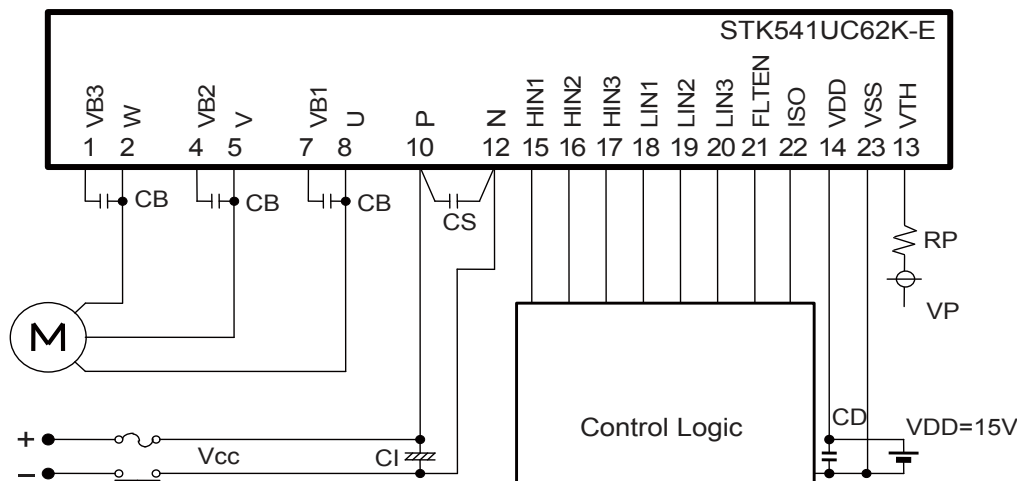 STK541UC62K-E
VB3 W VB2 V VB1 U P N HIN1 HIN2 HIN3 LIN1 LIN2 LIN3 FLTEN ISO VDD VSS VTH
1 2 4 5 7 8 10 12 15 16 17 18 19 20 21 22 14 23 13
CB CB CB CS
RP
VP
M
Control Logic
CD VDD=15V
+
Vcc CI
–